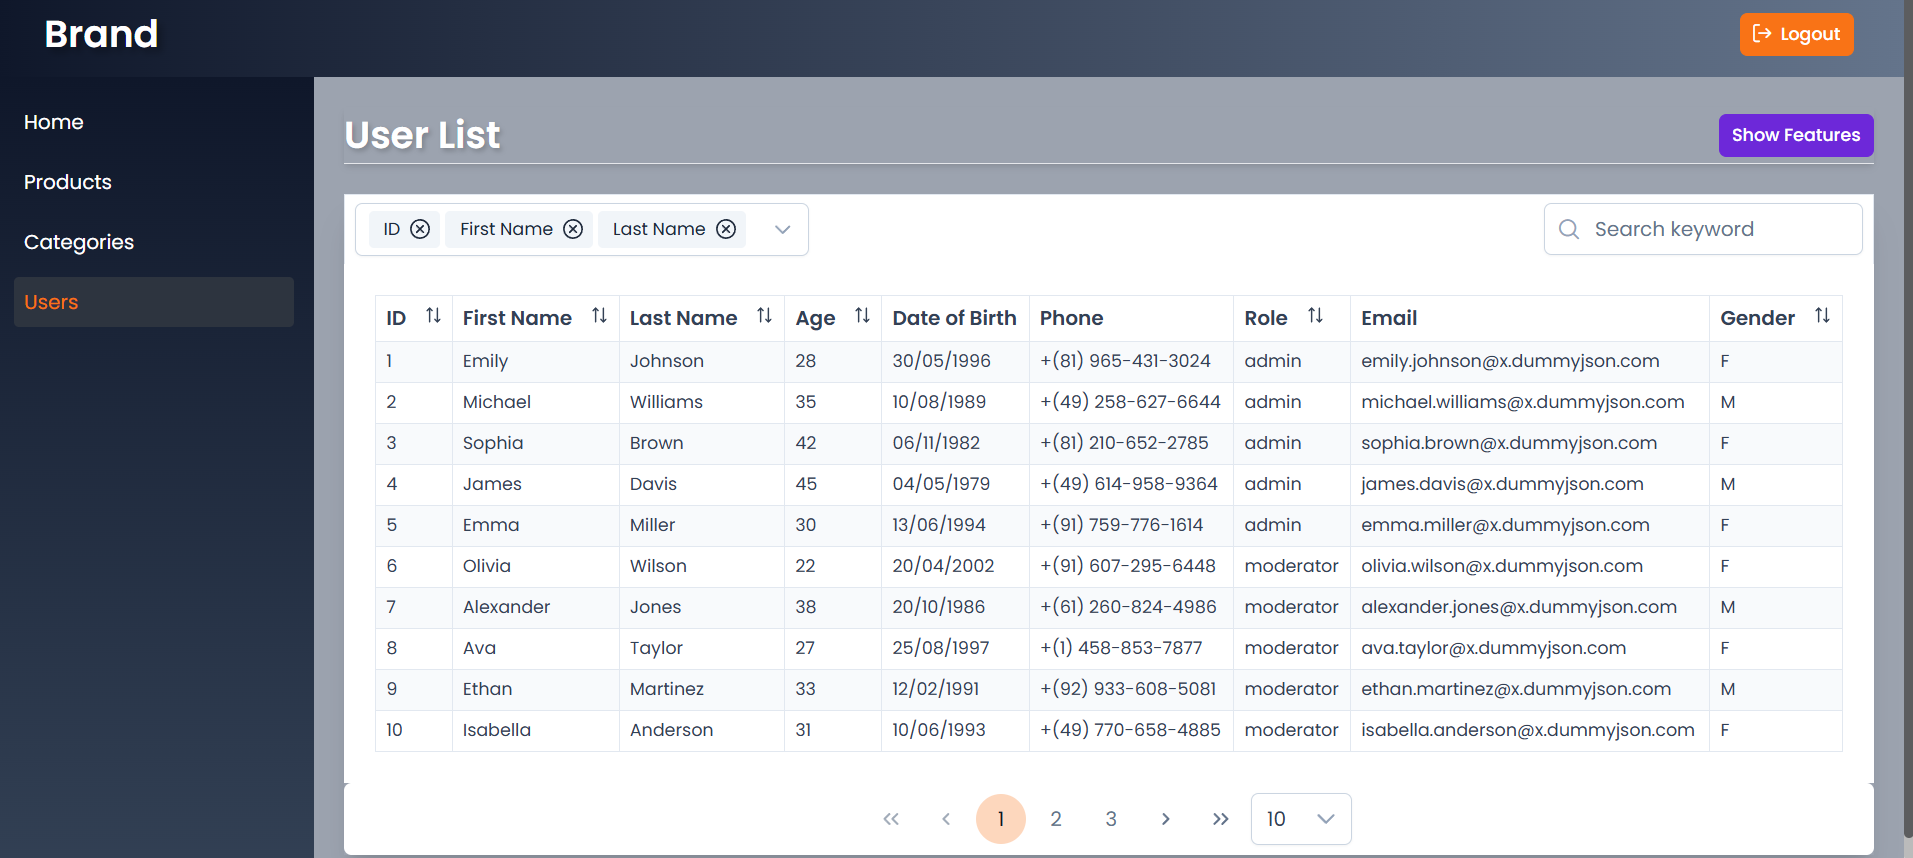 Brand
Logout
Home
Products
Categories
Users
User List
Show Features
ID First Name Last Name
Search keyword
ID First Name Last Name Age Date of Birth Phone Role Email Gender
1 Emily Johnson 28 30/05/1996 +(81) 965-431-3024 admin emily.johnson@x.dummyjson.com F
2 Michael Williams 35 10/08/1989 +(49) 258-627-6644 admin michael.williams@x.dummyjson.com M
3 Sophia Brown 42 06/11/1982 +(81) 210-652-2785 admin sophia.brown@x.dummyjson.com F
4 James Davis 45 04/05/1979 +(49) 614-958-9364 admin james.davis@x.dummyjson.com M
5 Emma Miller 30 13/06/1994 +(91) 759-776-1614 admin emma.miller@x.dummyjson.com F
6 Olivia Wilson 22 20/04/2002 +(91) 607-295-6448 moderator olivia.wilson@x.dummyjson.com F
7 Alexander Jones 38 20/10/1986 +(61) 260-824-4986 moderator alexander.jones@x.dummyjson.com M
8 Ava Taylor 27 25/08/1997 +(1) 458-853-7877 moderator ava.taylor@x.dummyjson.com F
9 Ethan Martinez 33 12/02/1991 +(92) 933-608-5081 moderator ethan.martinez@x.dummyjson.com M
10 Isabella Anderson 31 10/06/1993 +(49) 770-658-4885 moderator isabella.anderson@x.dummyjson.com F
1 2 3 10